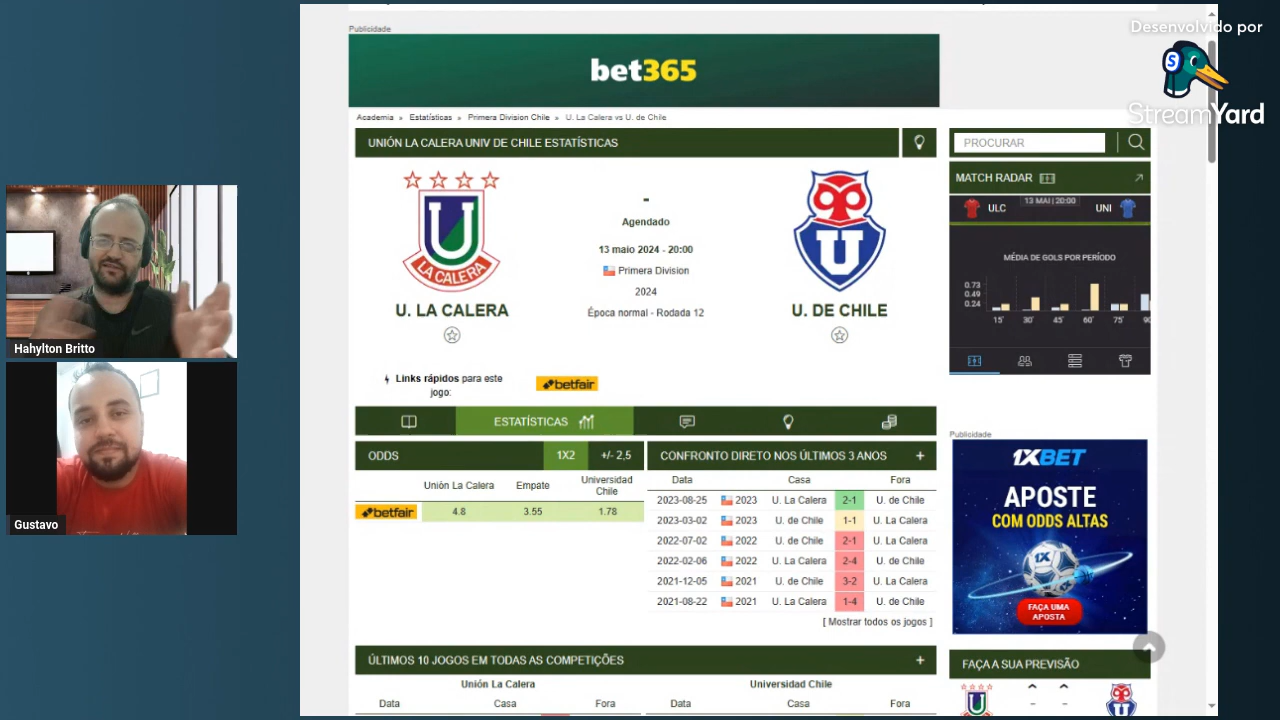 Desenvolvido por
StreamYard
Hahylton Britto
Gustavo
Publicidade
bet365
Academia » Estatísticas » Primera Division Chile » U. La Calera vs U. de Chile
UNIÓN LA CALERA UNIV DE CHILE ESTATÍSTICAS
U
LA CALERA
U. LA CALERA
-
Agendado
13 maio 2024 - 20:00
Primera Division
2024
Época normal - Rodada 12
U
U. DE CHILE
Links rápidos para este
jogo:
betfair
ESTATÍSTICAS
ODDS 1X2 +/- 2,5
Unión La Calera Empate Universidad
Chile
betfair 4.8 3.55 1.78
CONFRONTO DIRETO NOS ÚLTIMOS 3 ANOS +
Data Casa Fora
2023-08-25 2023 U. La Calera 2-1 U. de Chile
2023-03-02 2023 U. de Chile 1-1 U. La Calera
2022-07-02 2022 U. de Chile 2-1 U. La Calera
2022-02-06 2022 U. La Calera 2-4 U. de Chile
2021-12-05 2021 U. de Chile 3-2 U. La Calera
2021-08-22 2021 U. La Calera 1-4 U. de Chile
[ Mostrar todos os jogos ]
ÚLTIMOS 10 JOGOS EM TODAS AS COMPETIÇÕES +
Unión La Calera Universidad Chile
Data Casa Fora Data Casa Fora
PROCURAR
MATCH RADAR
ULC 13 MAI | 20:00 UNI
MÉDIA DE GOLS POR PERÍODO
0.73
0.49
0.24
15' 30' 45' 60' 75' 90
Publicidade
1XBET
APOSTE
COM ODDS ALTAS
1X
FAÇA UMA
APOSTA
FAÇA A SUA PREVISÃO
- -